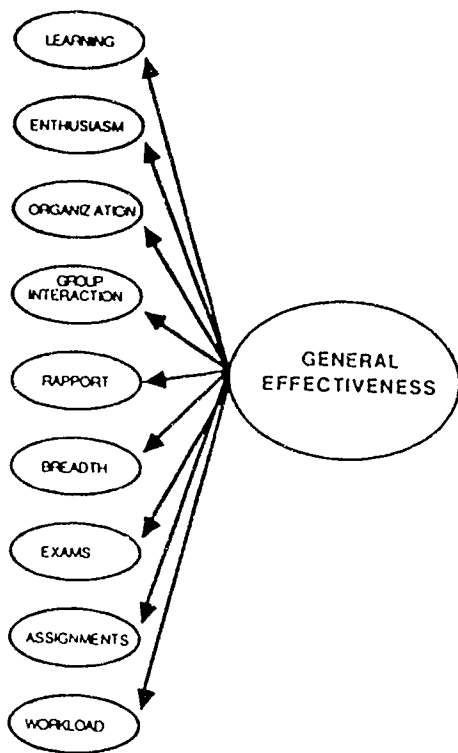 LEARNING
ENTHUSIASM
ORGANIZATION
GROUP
INTERACTION
RAPPORT
BREADTH
EXAMS
ASSIGNMENTS
WORKLOAD
GENERAL
EFFECTIVENESS